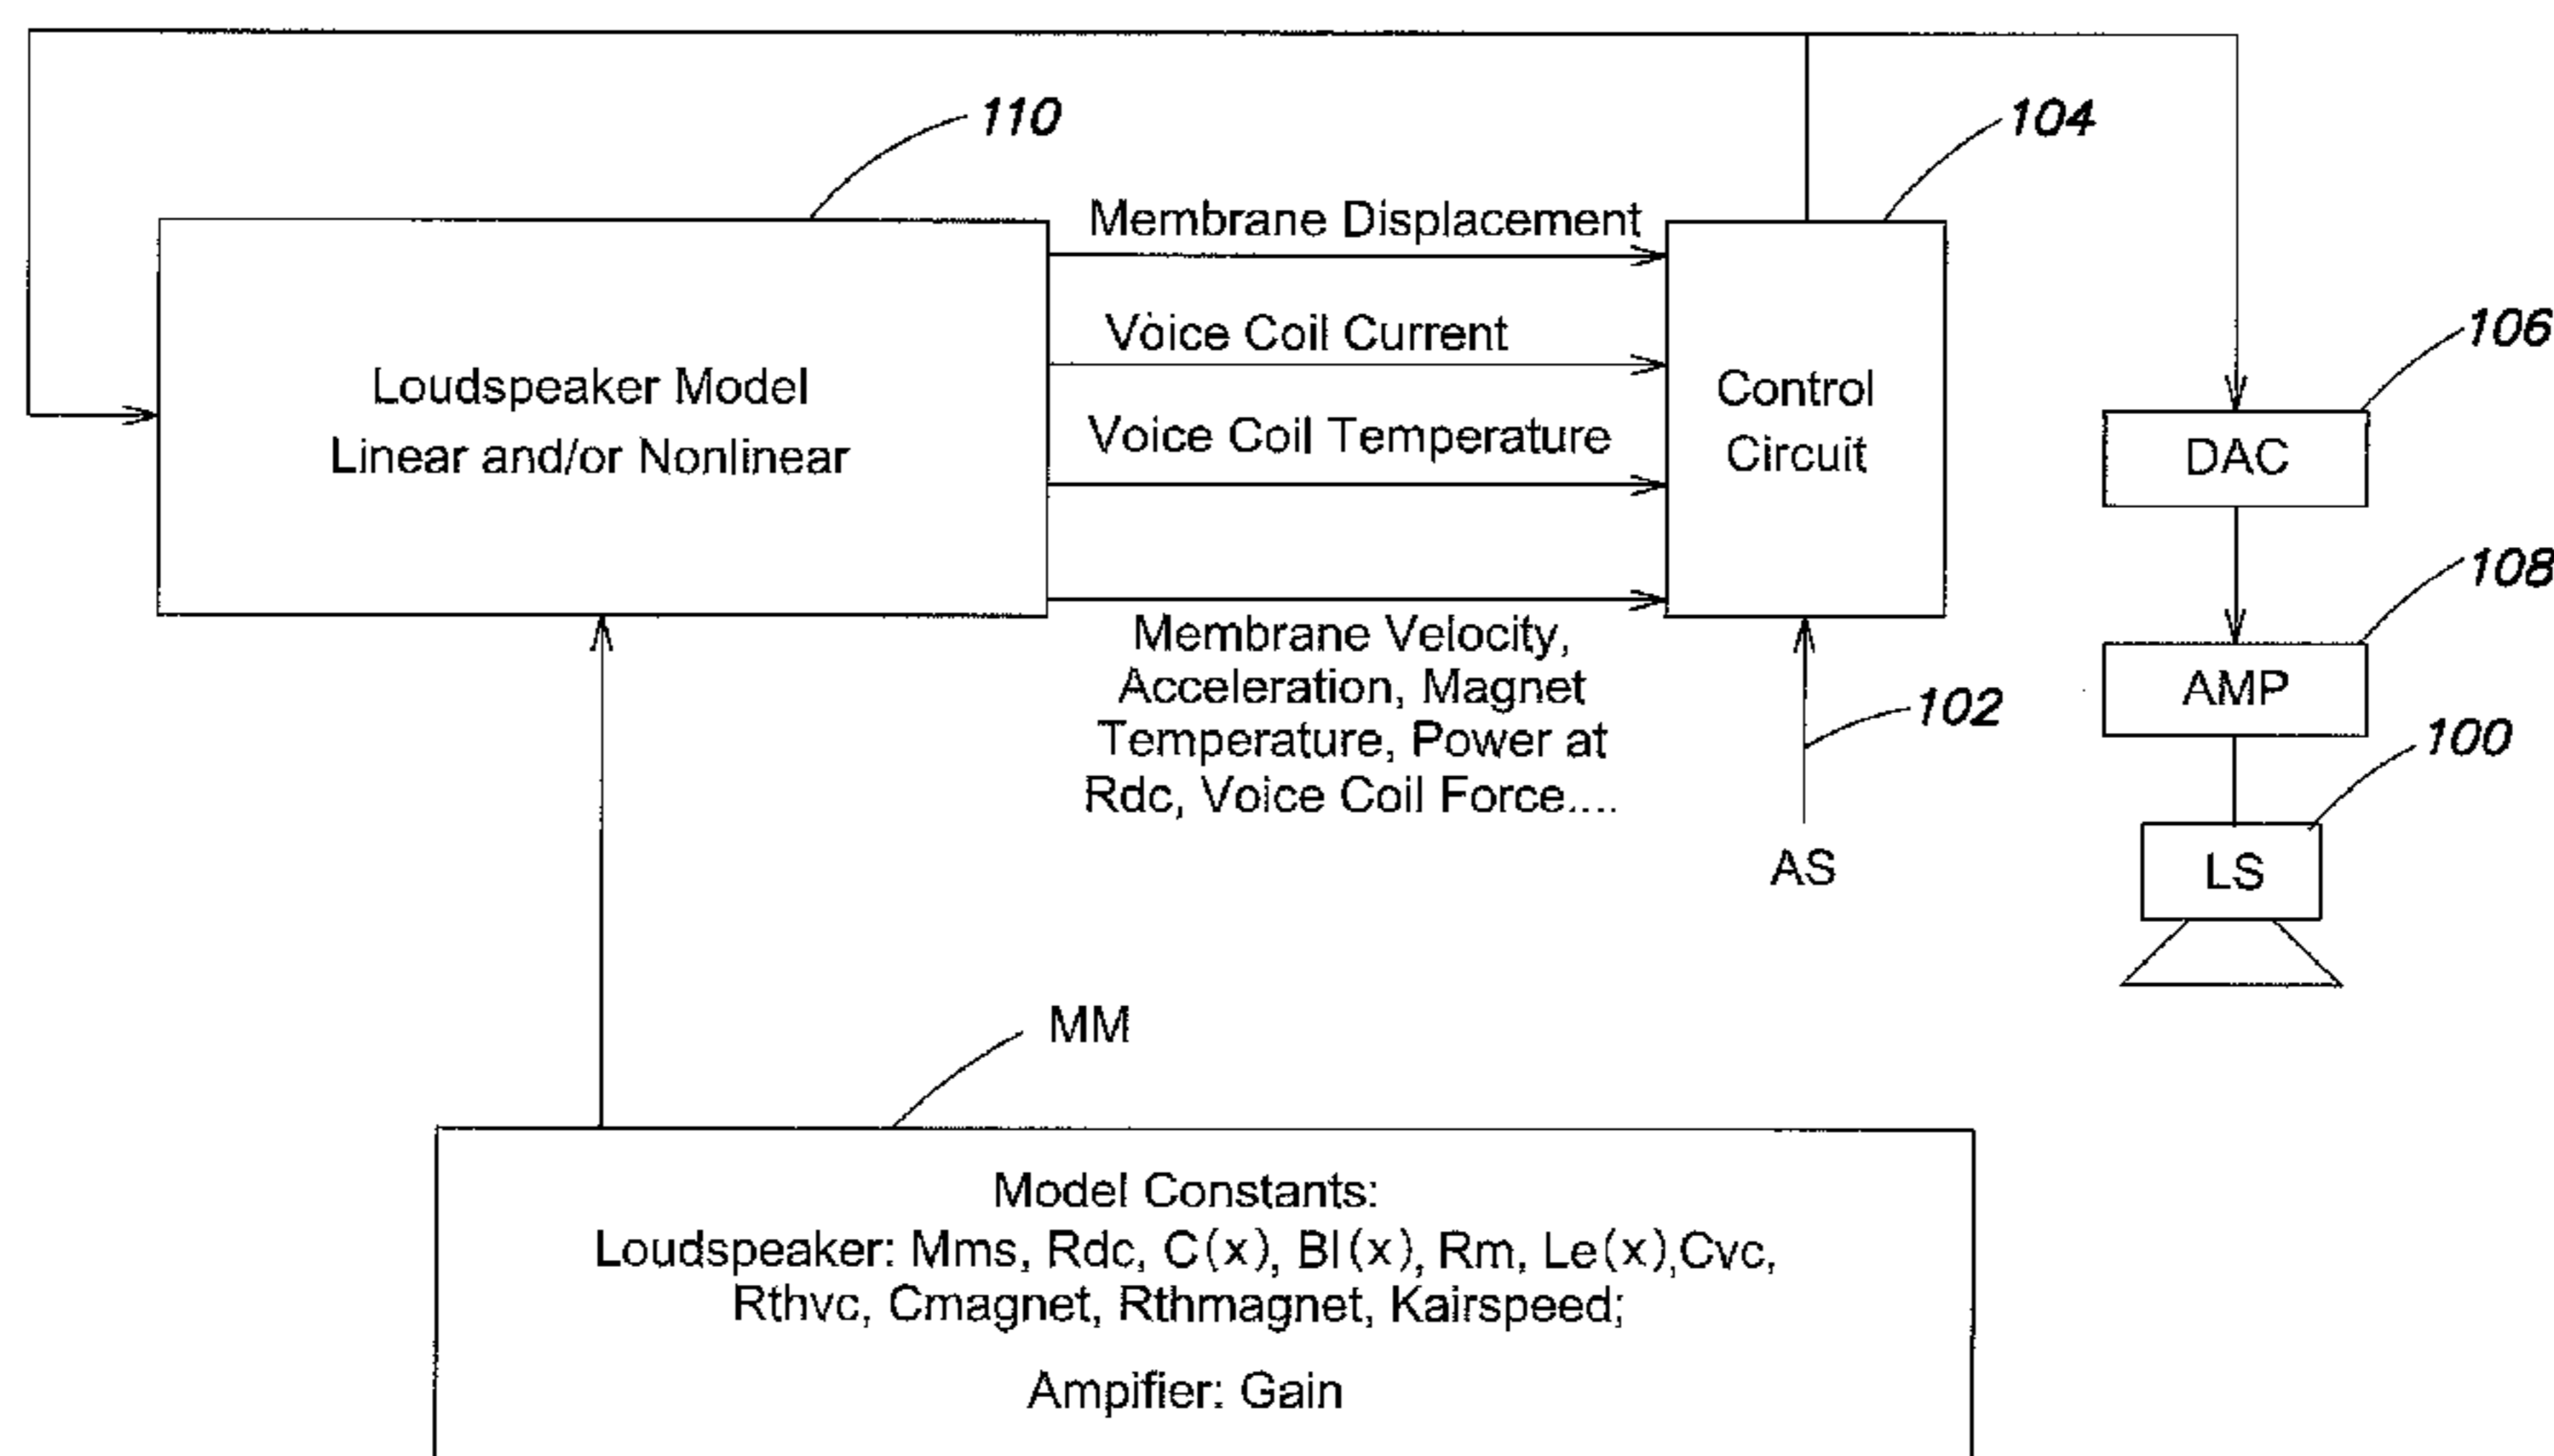 110
104
Membrane Displacement
Voice Coil Current
106
Loudspeaker Model
Linear and/or Nonlinear
Voice Coil Temperature
Control
Circuit
DAC
108
Membrane Velocity,
Acceleration, Magnet
Temperature, Power at
Rdc, Voice Coil Force....
102
AMP
100
AS
LS
MM
Model Constants:
Loudspeaker: Mms, Rdc, C(x), Bl(x), Rm, Le(x),Cvc,
Rthvc, Cmagnet, Rthmagnet, Kairspeed;
Ampifier: Gain